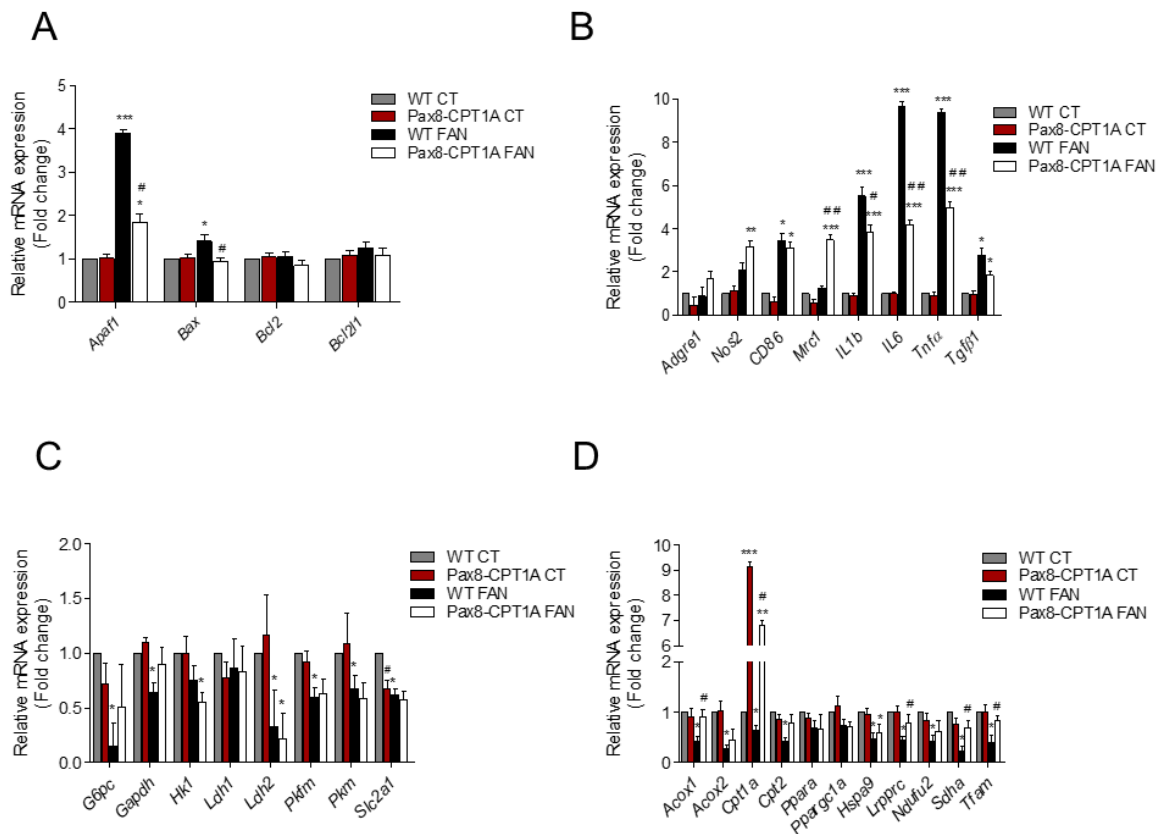 A
Relative mRNA expression
(Fold change)
5
4
3
2
1
0
***
#
*
*
#
WT CT
Pax8-CPT1A CT
WT FAN
Pax8-CPT1A FAN
Apaf1
Bax
Bcl2
Bcl2l1
B
Relative mRNA expression
(Fold change)
10
8
6
4
2
0
**
*
*
##
***
***
#
***
***
##
***
***
##
***
*
*
WT CT
Pax8-CPT1A CT
WT FAN
Pax8-CPT1A FAN
Adgre1
Nos2
CD86
Mrc1
IL1b
IL6
Tnfα
Tgfβ1
C
Relative mRNA expression
(Fold change)
2.0
1.5
1.0
0.5
0.0
*
*
*
*
*
*
*
#
*
WT CT
Pax8-CPT1A CT
WT FAN
Pax8-CPT1A FAN
G6pc
Gapdh
Hk1
Ldh1
Ldh2
Pkfm
Pkm
Slc2a1
D
Relative mRNA expression
(Fold change)
10
9
8
7
6
1
0
*
#
*
***
*
#
**
*
*
*
*
#
*
*
#
*
#
WT CT
Pax8-CPT1A CT
WT FAN
Pax8-CPT1A FAN
Acox1
Acox2
Cpt1a
Cpt2
Ppara
Ppargc1a
Hspa9
Lrpprc
Ndufu2
Sdha
Tfam